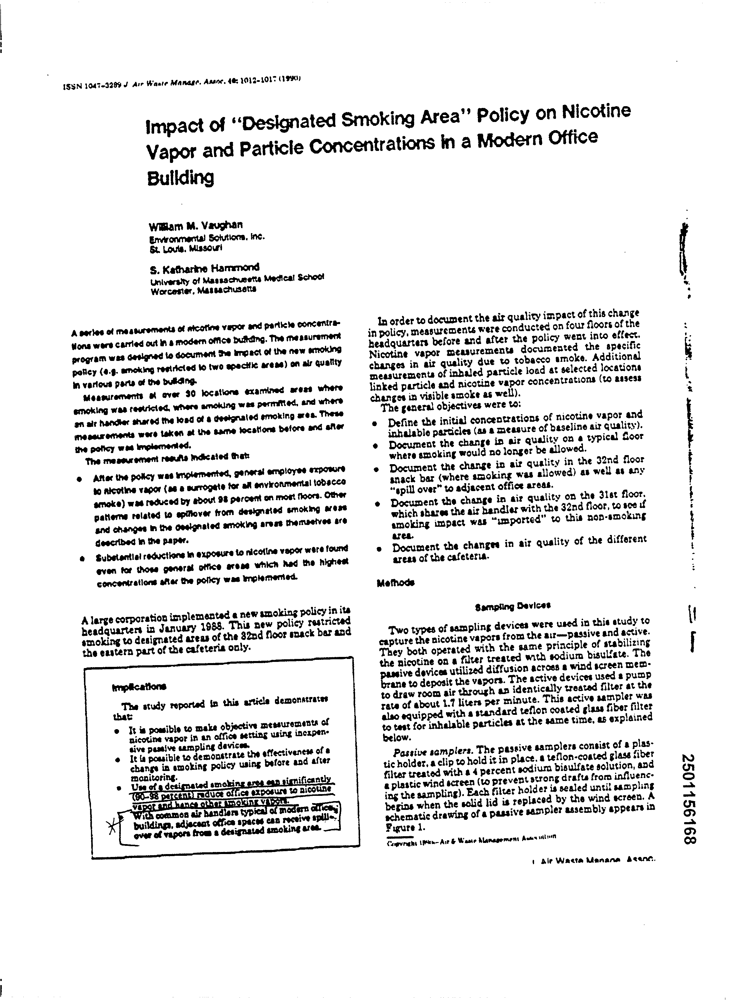 ISSN 1047-3289 J. Air Waste Manage. Assoc. 40: 1012-1017 (1990)
Impact of "Designated Smoking Area" Policy on Nicotine
Vapor and Particle Concentrations in a Modern Office
Building
William M. Vaughan
Environmental Solutions, Inc.
St. Louis, Missouri
S. Katharine Hammond
University of Massachusetts Medical School
Worcester, Massachusetts
A series of measurements of nicotine vapor and particle concentra-
tions were carried out in a modern office building. The measurement
program was designed to document the impact of the new smoking
policy (e.g. smoking restricted to two specific areas) on air quality
in various parts of the building.
Measurements at over 30 locations examined areas where
smoking was restricted, where smoking was permitted, and where
an air handler shared the load of a designated smoking area. These
measurements were taken at the same locations before and after
the policy was implemented.
The measurement results indicated that:
• After the policy was implemented, general employee exposure
to nicotine vapor (as a surrogate for all environmental tobacco
smoke) was reduced by about 98 percent on most floors. Other
patterns related to spillover from designated smoking areas
and changes in the designated smoking areas themselves are
described in the paper.
• Substantial reductions in exposure to nicotine vapor were found
even for those general office areas which had the highest
concentrations after the policy was implemented.
A large corporation implemented a new smoking policy in its
headquarters in January 1988. This new policy restricted
smoking to designated areas of the 32nd floor snack bar and
the eastern part of the cafeteria only.
Implications
The study reported in this article demonstrates
that:
• It is possible to make objective measurements of
nicotine vapor in an office setting using inexpen-
sive passive sampling devices.
• It is possible to demonstrate the effectiveness of a
change in smoking policy using before and after
monitoring.
• Use of a designated smoking area can significantly
(90–98 percent) reduce office exposure to nicotine
vapor and hence other smoking vapors.
With common air handlers typical of modern office
buildings, adjacent office spaces can receive spill-
over of vapors from a designated smoking area.
In order to document the air quality impact of this change
in policy, measurements were conducted on four floors of the
headquarters before and after the policy went into effect.
Nicotine vapor measurements documented the specific
changes in air quality due to tobacco smoke. Additional
measurements of inhaled particle load at selected locations
linked particle and nicotine vapor concentrations (to assess
changes in visible smoke as well).
The general objectives were to:
• Define the initial concentrations of nicotine vapor and
inhalable particles (as a measure of baseline air quality).
• Document the change in air quality on a typical floor
where smoking would no longer be allowed.
• Document the change in air quality in the 32nd floor
snack bar (where smoking was allowed) as well as any
"spill over" to adjacent office areas.
• Document the change in air quality on the 31st floor,
which shares the air handler with the 32nd floor, to see if
smoking impact was "imported" to this non-smoking
area.
• Document the changes in air quality of the different
areas of the cafeteria.
Methods
Sampling Devices
Two types of sampling devices were used in this study to
capture the nicotine vapors from the air—passive and active.
They both operated with the same principle of stabilizing
the nicotine on a filter treated with sodium bisulfate. The
passive devices utilized diffusion across a wind screen mem-
brane to deposit the vapors. The active devices used a pump
to draw room air through an identically treated filter at the
rate of about 1.7 liters per minute. This active sampler was
also equipped with a standard teflon coated glass fiber filter
to test for inhalable particles at the same time, as explained
below.
Passive samplers. The passive samplers consist of a plas-
tic holder, a clip to hold it in place, a teflon-coated glass fiber
filter treated with a 4 percent sodium bisulfate solution, and
a plastic wind screen (to prevent strong drafts from influenc-
ing the sampling). Each filter holder is sealed until sampling
begins when the solid lid is replaced by the wind screen. A
schematic drawing of a passive sampler assembly appears in
Figure 1.
Copyright 1990—Air & Waste Management Association
J. Air Waste Manage. Assoc.
2501156168